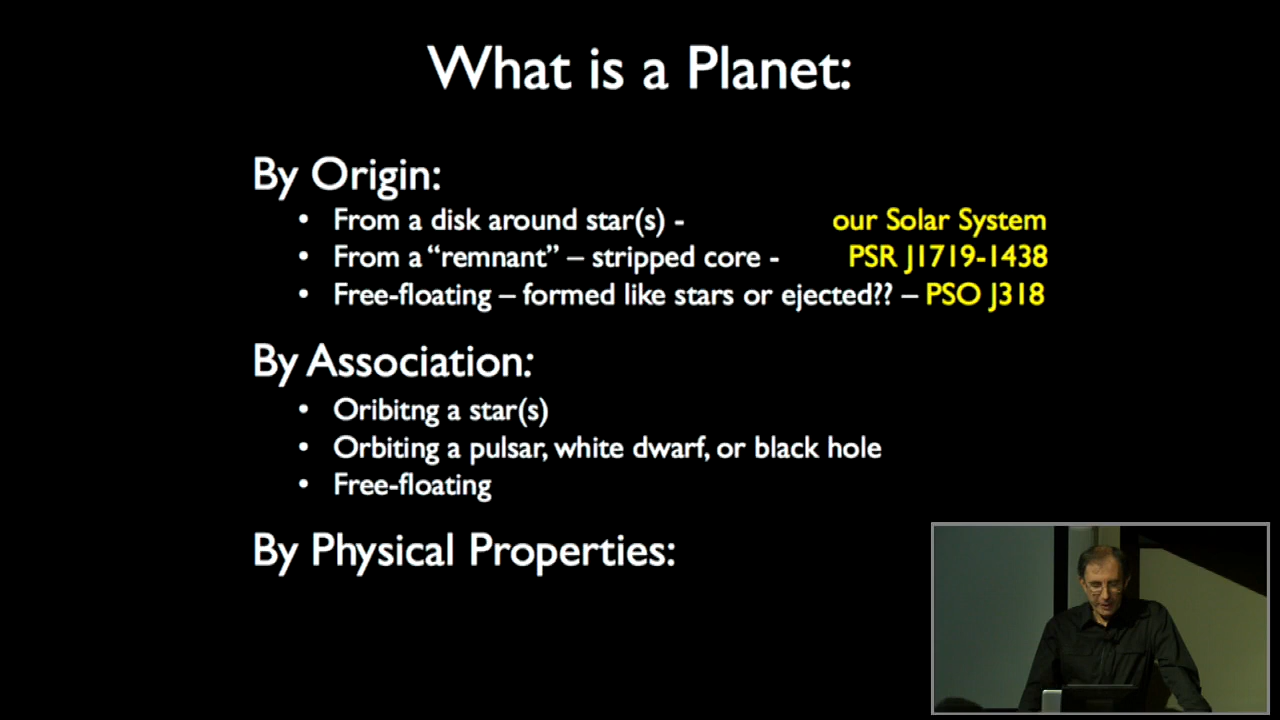 What is a Planet:
By Origin:
• From a disk around star(s) - our Solar System
• From a “remnant” – stripped core - PSR J1719-1438
• Free-floating – formed like stars or ejected?? – PSO J318
By Association:
• Oribitng a star(s)
• Orbiting a pulsar, white dwarf, or black hole
• Free-floating
By Physical Properties: